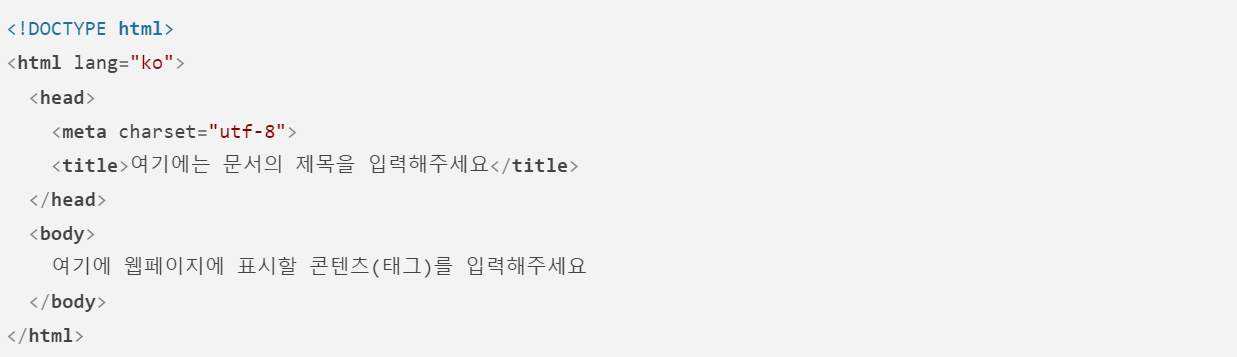 <!DOCTYPE html>
<html lang="ko">
  <head>
    <meta charset="utf-8">
    <title>여기에는 문서의 제목을 입력해주세요</title>
  </head>
  <body>
    여기에 웹페이지에 표시할 콘텐츠(태그)를 입력해주세요
  </body>
</html>